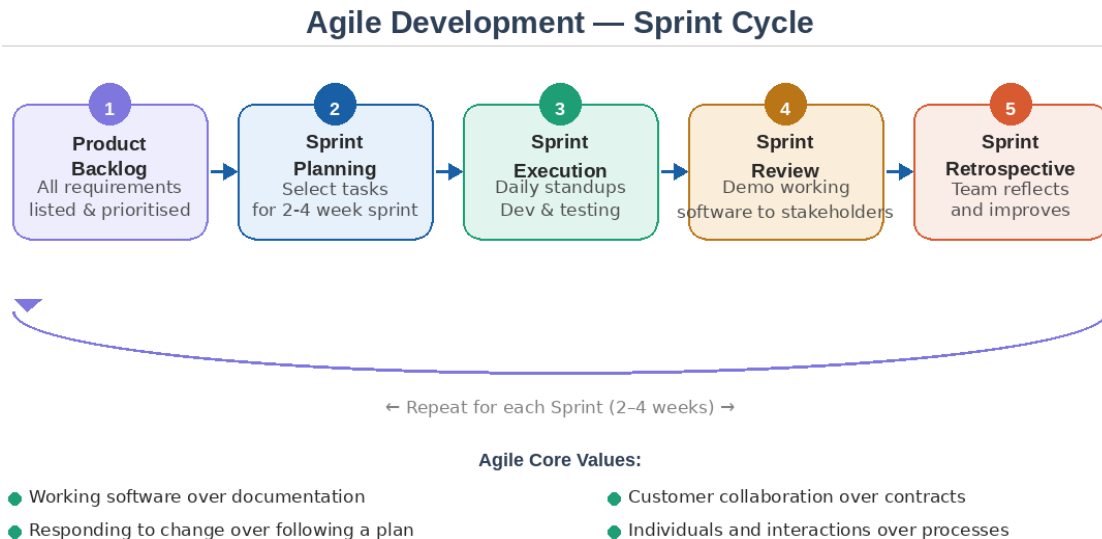 Agile Development — Sprint Cycle
1
Product
Backlog
All requirements
listed & prioritised
2
Sprint
Planning
Select tasks
for 2-4 week sprint
3
Sprint
Execution
Daily standups
Dev & testing
4
Sprint
Review
Demo working
software to stakeholders
5
Sprint
Retrospective
Team reflects
and improves
← Repeat for each Sprint (2–4 weeks) →
Agile Core Values:
Working software over documentation
Customer collaboration over contracts
Responding to change over following a plan
Individuals and interactions over processes